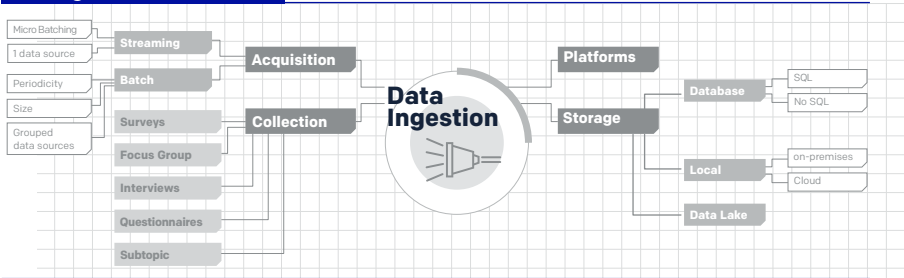 Micro Batching
1 data source
Periodicity
Size
Grouped
data sources
Streaming
Batch
Surveys
Focus Group
Interviews
Questionnaires
Subtopic
Acquisition
Collection
Data
Ingestion
Platforms
Storage
Database
Local
Data Lake
SQL
No SQL
on-premises
Cloud